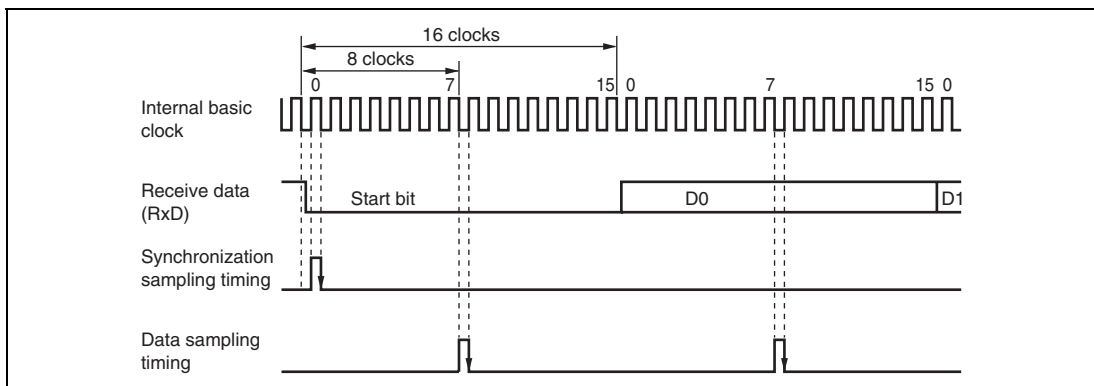 16 clocks
8 clocks
0 7 15 0 7 15 0
Internal basic
clock
Receive data
(RxD)
Start bit D0 D1
Synchronization
sampling timing
Data sampling
timing